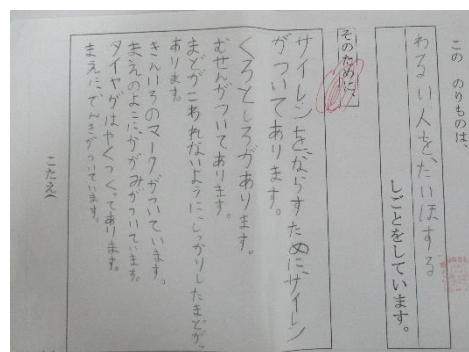 この のりものは、
わるい人を、たいほする
しごとをしています。
そのために、
サイレンを、ならすために、サイレン
がついてあります。
くろとしろがあります。
むせんがついてあります。
まどがこわれないように、しっかりしたまどが、
あります。
きんいろのマークがついています。
まえのよこに、かがみがついています。
タイヤがはやくつくってあります。
まえに、でんきがついています。
こたえ(